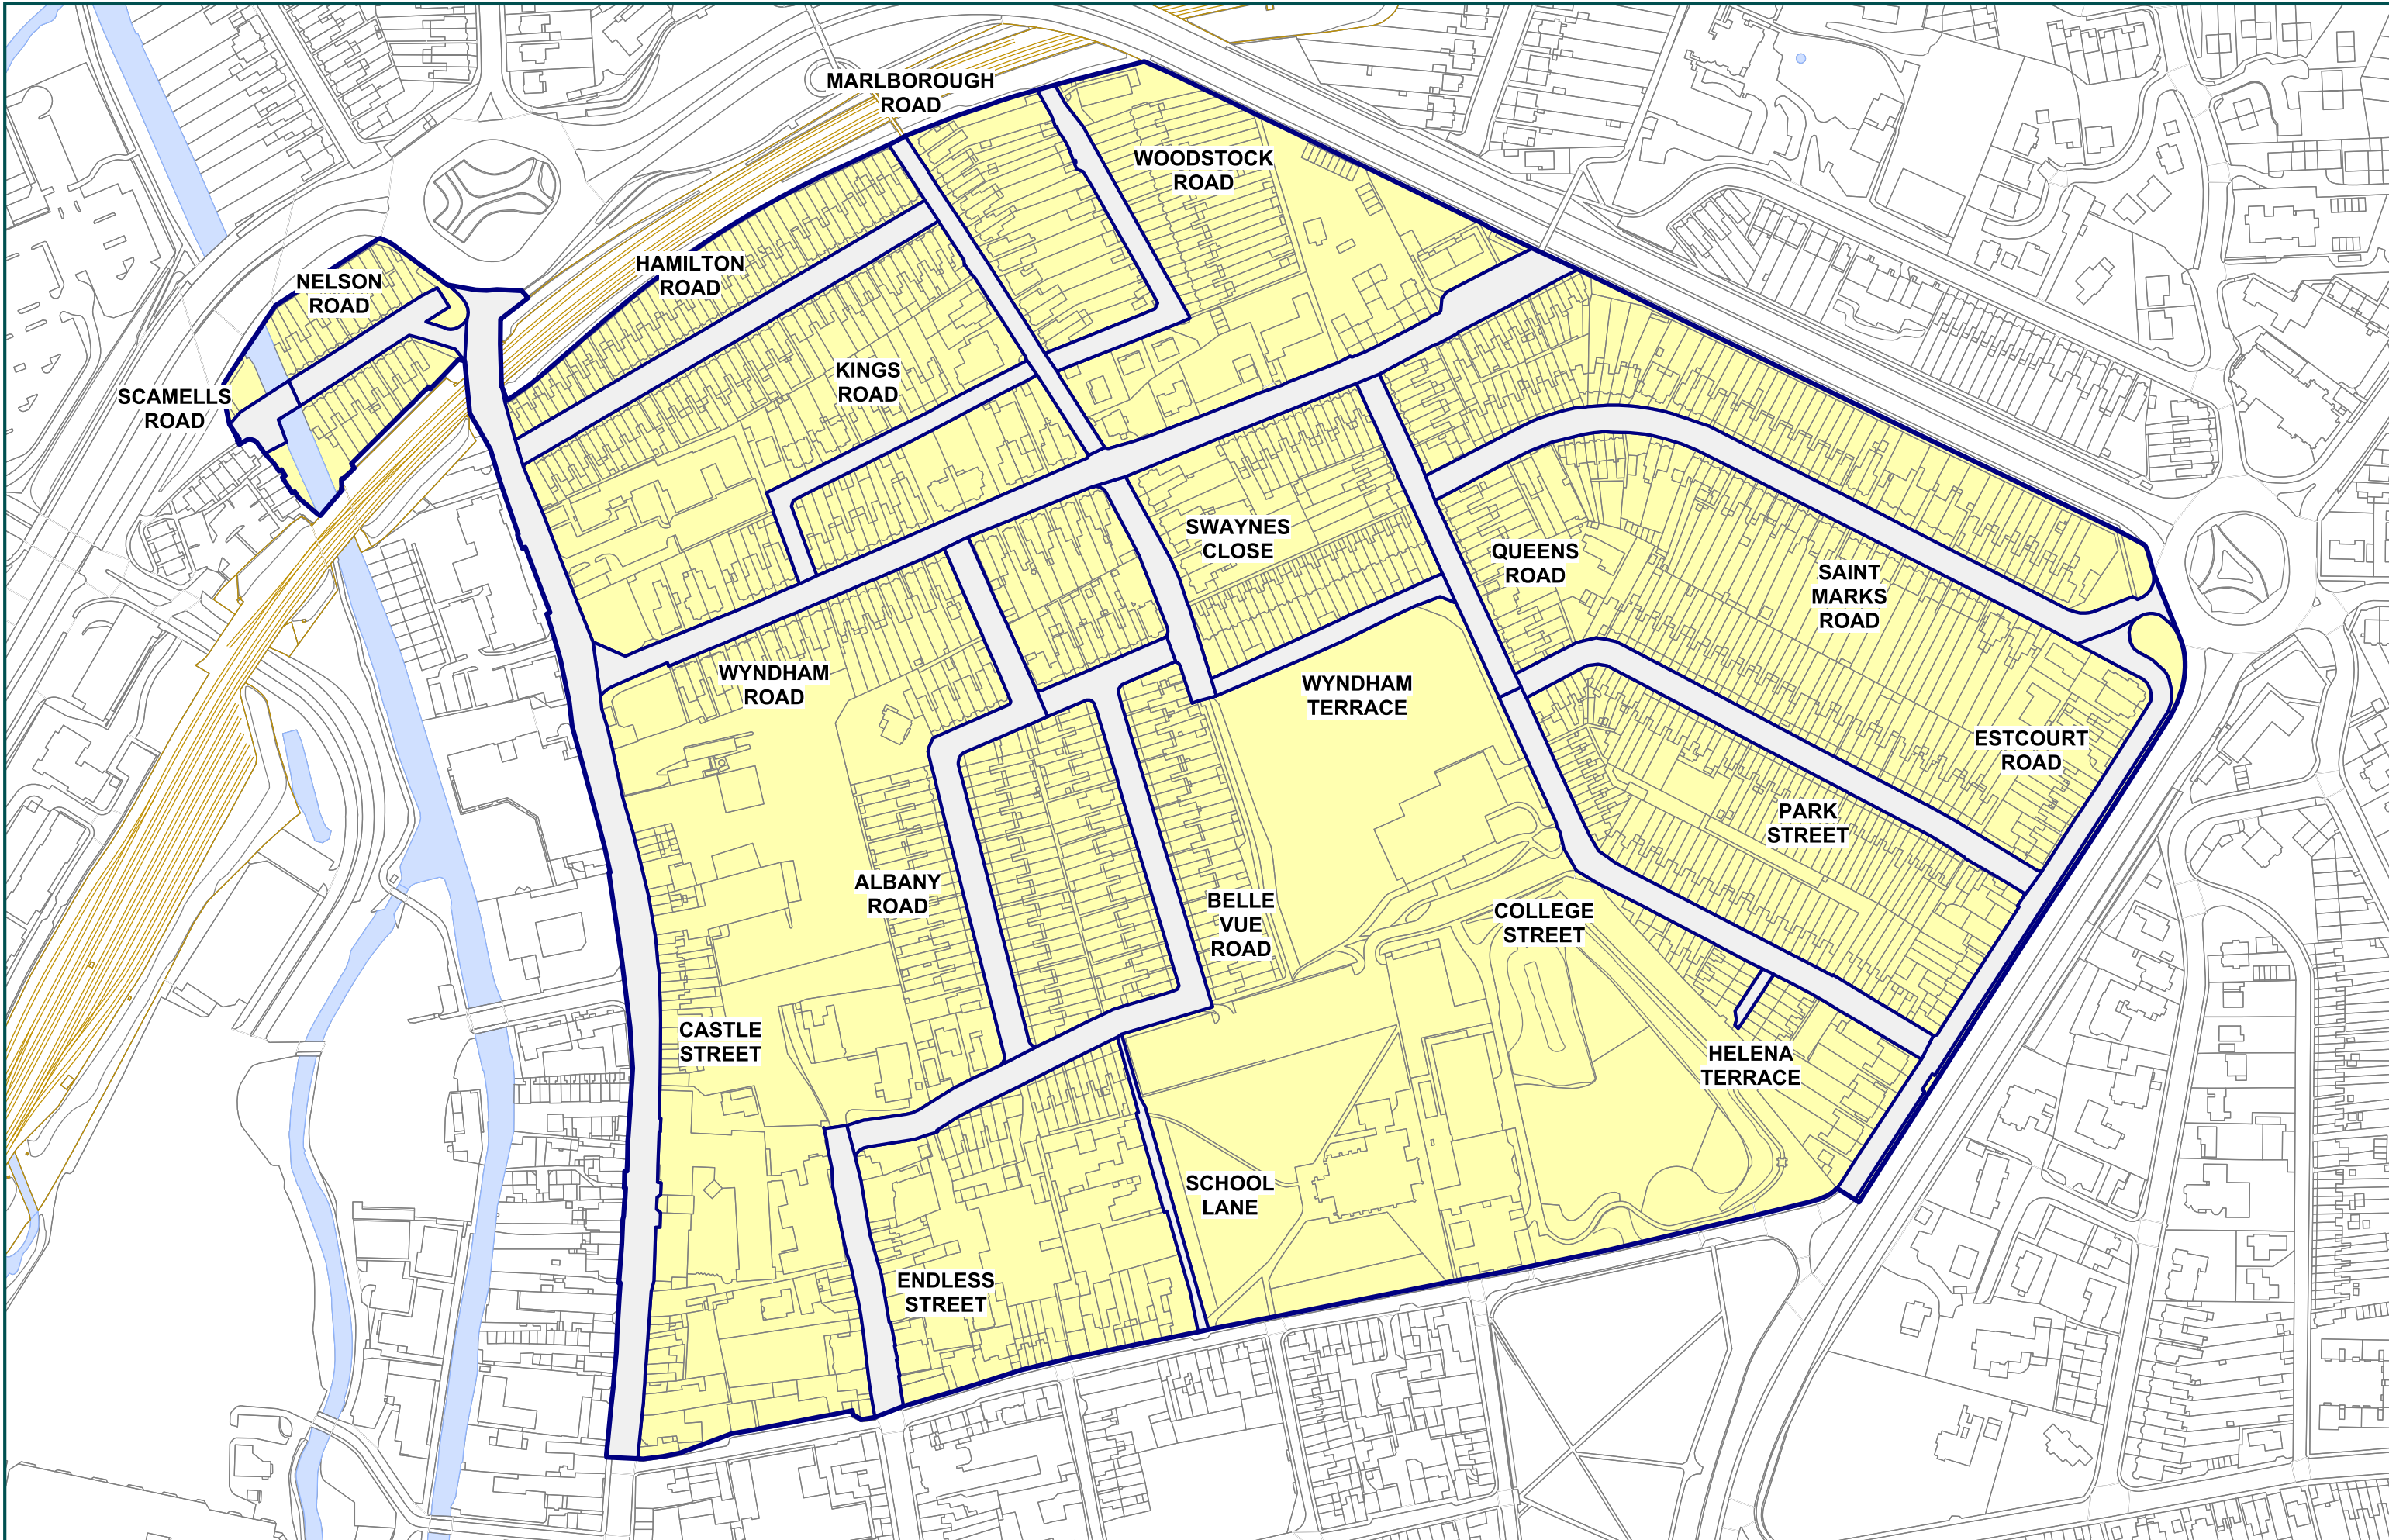 MARLBOROUGH
ROAD
WOODSTOCK
ROAD
HAMILTON
ROAD
NELSON
ROAD
KINGS
ROAD
SCAMELLS
ROAD
SWAYNES
CLOSE
QUEENS
ROAD
SAINT
MARKS
ROAD
WYNDHAM
ROAD
WYNDHAM
TERRACE
ESTCOURT
ROAD
PARK
STREET
ALBANY
ROAD
BELLE
VUE
ROAD
COLLEGE
STREET
CASTLE
STREET
HELENA
TERRACE
SCHOOL
LANE
ENDLESS
STREET